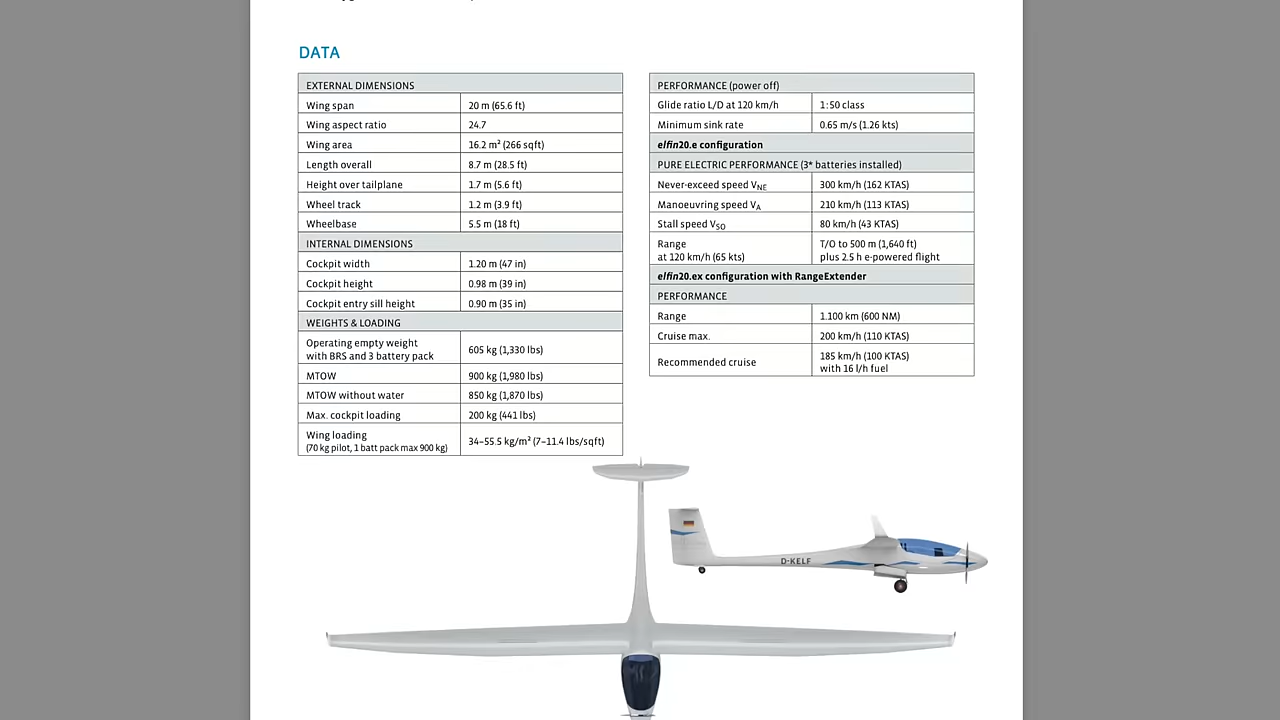 DATA
EXTERNAL DIMENSIONS
Wing span 20 m (65.6 ft)
Wing aspect ratio 24.7
Wing area 16.2 m² (266 sqft)
Length overall 8.7 m (28.5 ft)
Height over tailplane 1.7 m (5.6 ft)
Wheel track 1.2 m (3.9 ft)
Wheelbase 5.5 m (18 ft)
INTERNAL DIMENSIONS
Cockpit width 1.20 m (47 in)
Cockpit height 0.98 m (39 in)
Cockpit entry sill height 0.90 m (35 in)
WEIGHTS & LOADING
Operating empty weight
with BRS and 3 battery pack 605 kg (1,330 lbs)
MTOW 900 kg (1,980 lbs)
MTOW without water 850 kg (1,870 lbs)
Max. cockpit loading 200 kg (441 lbs)
Wing loading
(70 kg pilot, 1 batt pack max 900 kg) 34–55.5 kg/m² (7–11.4 lbs/sqft)
PERFORMANCE (power off)
Glide ratio L/D at 120 km/h 1:50 class
Minimum sink rate 0.65 m/s (1.26 kts)
elfin20.e configuration
PURE ELECTRIC PERFORMANCE (3* batteries installed)
Never-exceed speed VNE 300 km/h (162 KTAS)
Manoeuvring speed VA 210 km/h (113 KTAS)
Stall speed VSO 80 km/h (43 KTAS)
Range T/O to 500 m (1,640 ft)
at 120 km/h (65 kts) plus 2.5 h e-powered flight
elfin20.ex configuration with RangeExtender
PERFORMANCE
Range 1.100 km (600 NM)
Cruise max. 200 km/h (110 KTAS)
Recommended cruise 185 km/h (100 KTAS)
with 16 l/h fuel
D-KELF